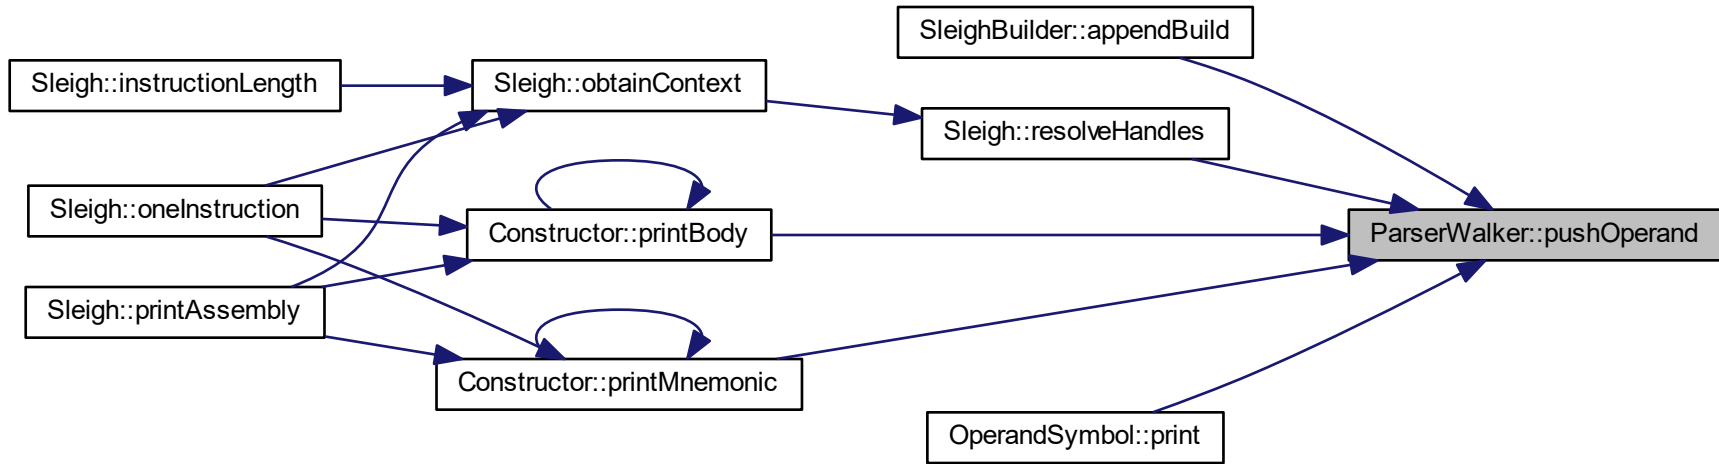 SleighBuilder::appendBuild
Sleigh::instructionLength
Sleigh::obtainContext
Sleigh::resolveHandles
Sleigh::oneInstruction
Constructor::printBody
ParserWalker::pushOperand
Sleigh::printAssembly
Constructor::printMnemonic
OperandSymbol::print